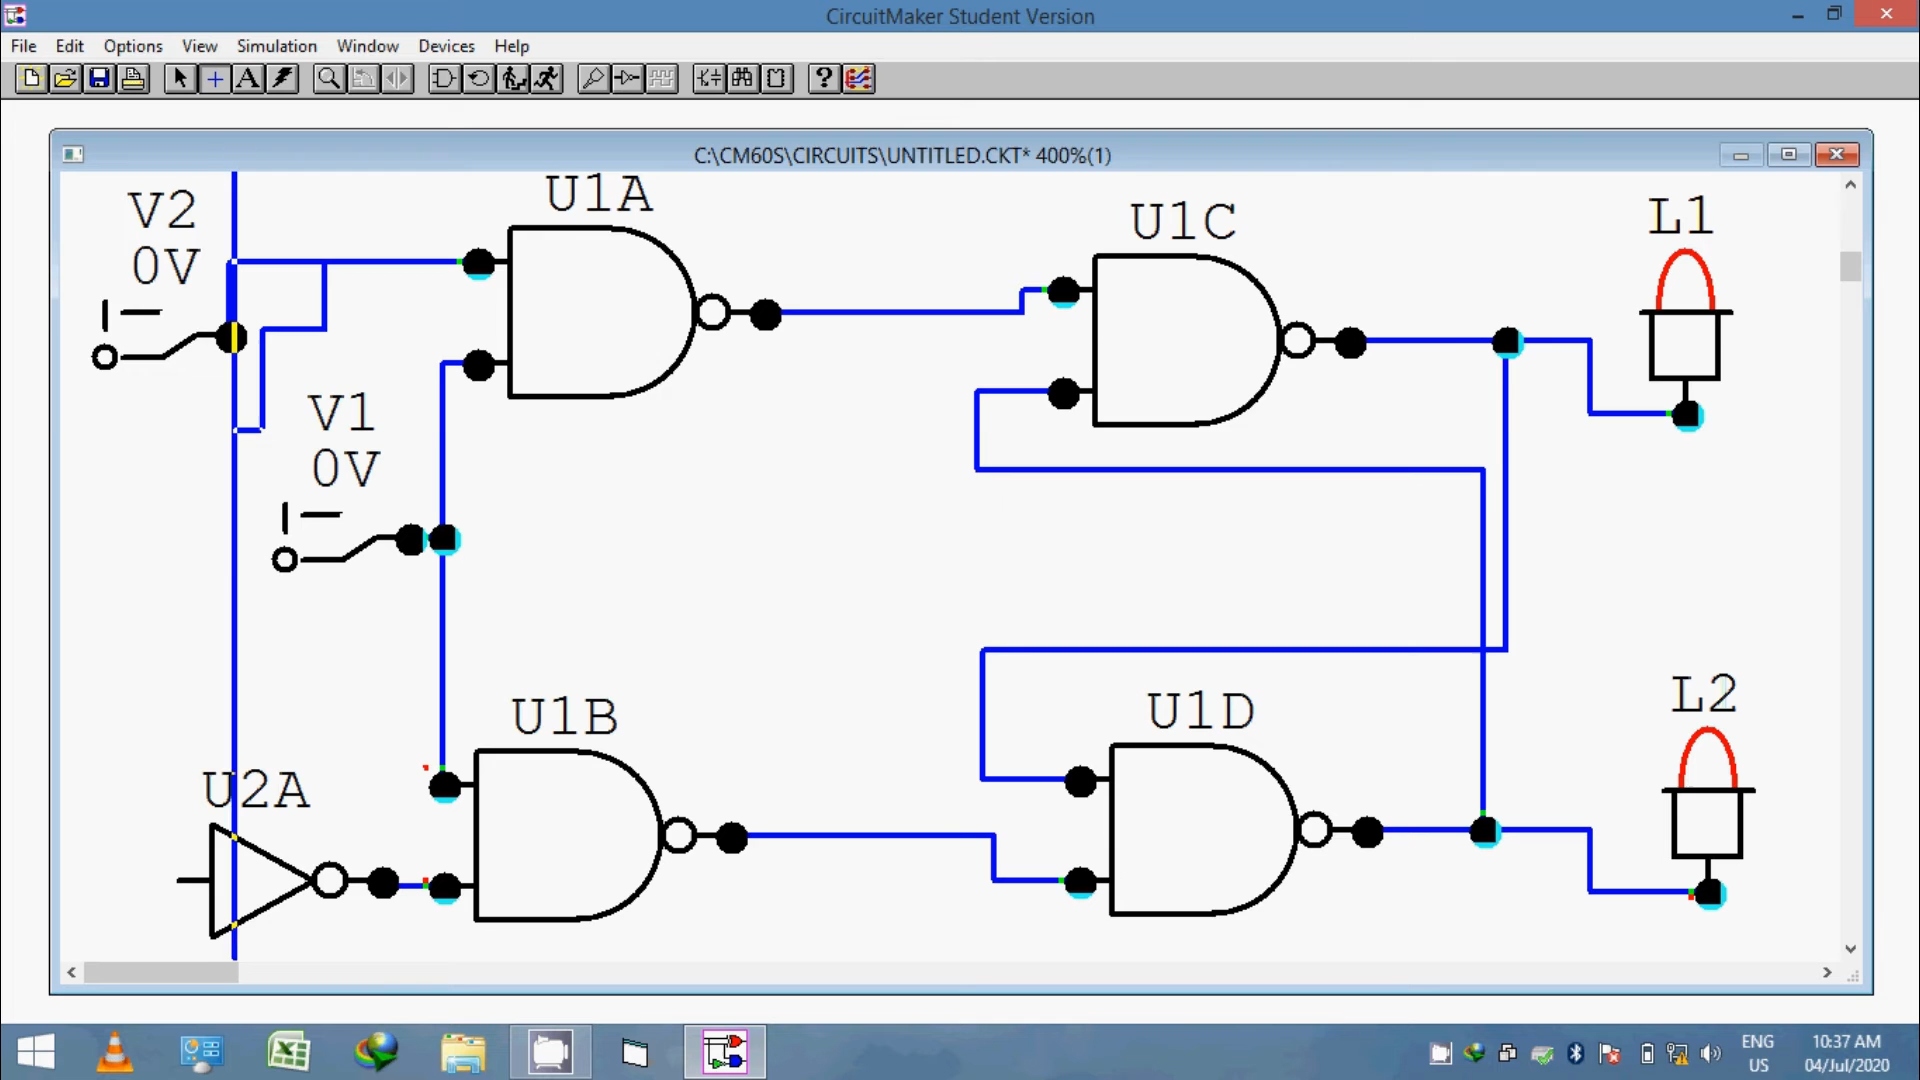 CircuitMaker Student Version
File Edit Options View Simulation Window Devices Help
A
?
C:\CM60S\CIRCUITS\UNTITLED.CKT* 400%(1)
V2
0V
U1A
U1C
L1
V1
0V
U1B
U1D
L2
U2A
ENG
US
10:37 AM
04/Jul/2020